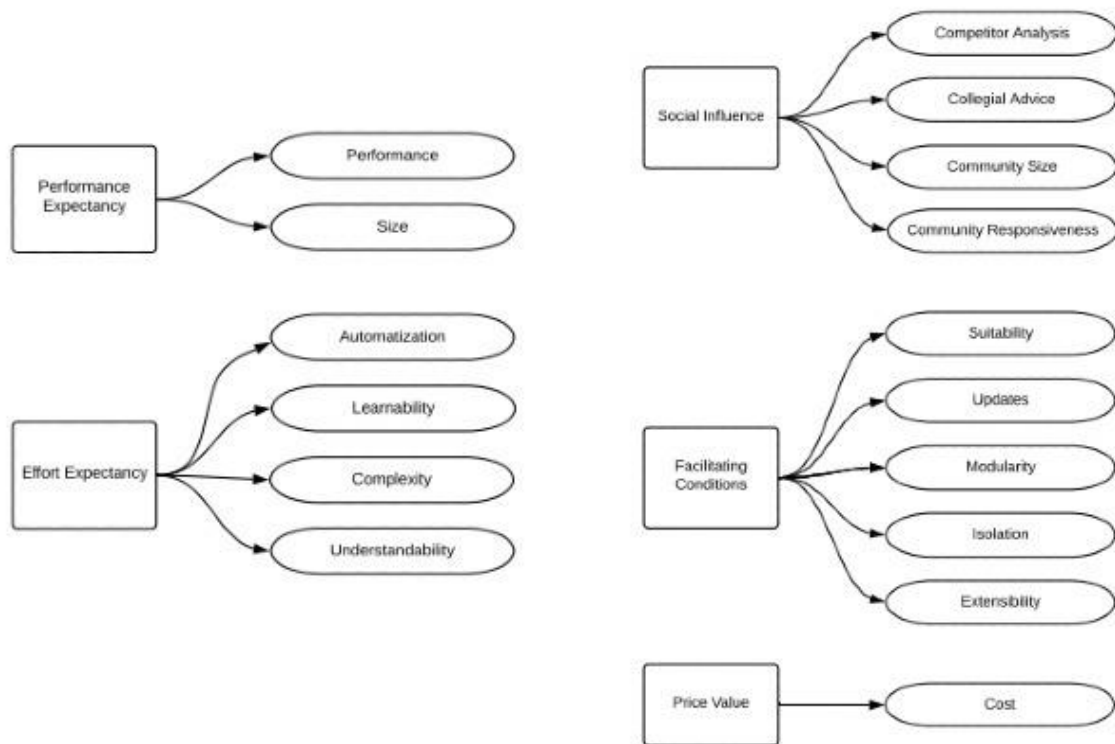 Performance
Expectancy
Performance
Size
Effort Expectancy
Automatization
Learnability
Complexity
Understandability
Social Influence
Competitor Analysis
Collegial Advice
Community Size
Community Responsiveness
Facilitating
Conditions
Suitability
Updates
Modularity
Isolation
Extensibility
Price Value
Cost